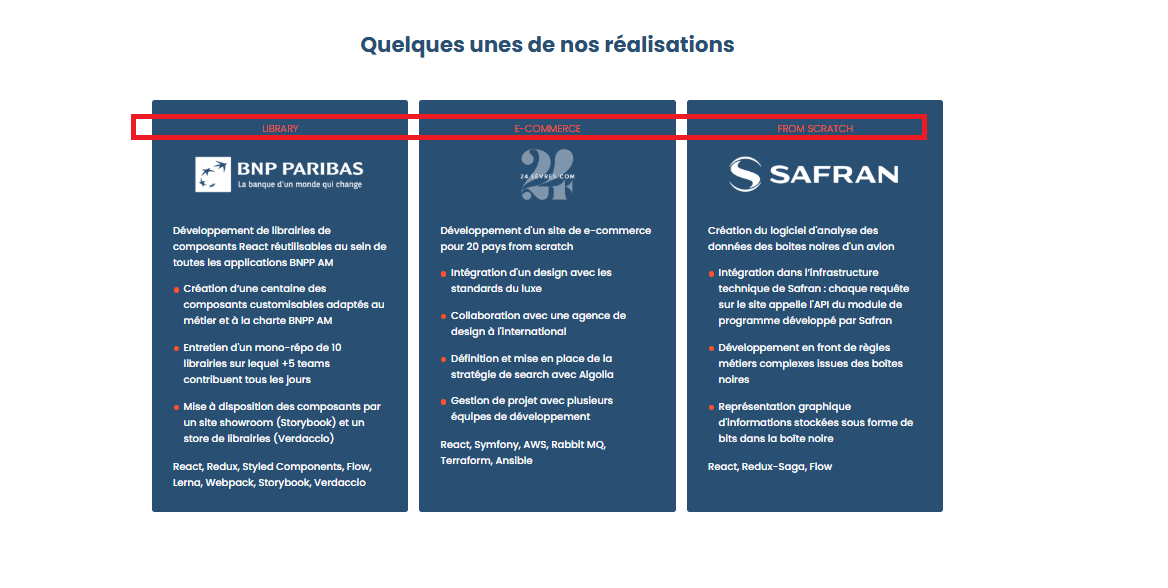 Quelques unes de nos réalisations
LIBRARY
BNP PARIBAS
La banque d'un monde qui change
Développement de librairies de
composants React réutilisables au sein de
toutes les applications BNPP AM
Création d'une centaine des
composants customisables adaptés au
métier et à la charte BNPP AM
Entretien d'un mono-répo de 10
librairies sur lequel +5 teams
contribuent tous les jours
Mise à disposition des composants par
un site showroom (Storybook) et un
store de librairies (Verdaccio)
React, Redux, Styled Components, Flow,
Lerna, Webpack, Storybook, Verdaccio
E-COMMERCE
24
24 SÈVRES.COM
Développement d'un site de e-commerce
pour 20 pays from scratch
Intégration d'un design avec les
standards du luxe
Collaboration avec une agence de
design à l'international
Définition et mise en place de la
stratégie de search avec Algolia
Gestion de projet avec plusieurs
équipes de développement
React, Symfony, AWS, Rabbit MQ,
Terraform, Ansible
FROM SCRATCH
SAFRAN
Création du logiciel d'analyse des
données des boites noires d'un avion
Intégration dans l'infrastructure
technique de Safran : chaque requête
sur le site appelle l'API du module de
programme développé par Safran
Développement en front de règles
métiers complexes issues des boîtes
noires
Représentation graphique
d'informations stockées sous forme de
bits dans la boîte noire
React, Redux-Saga, Flow